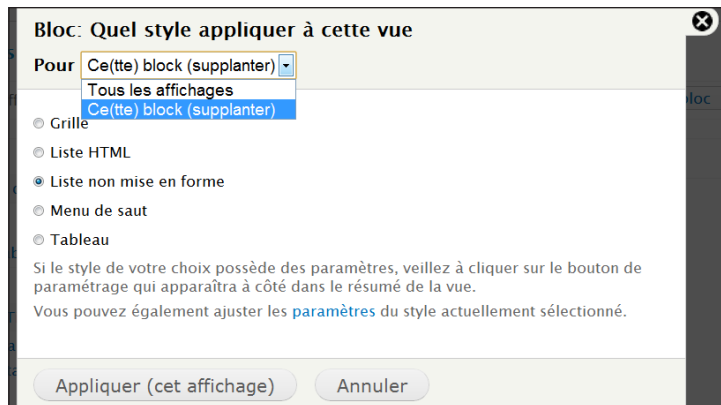 Bloc: Quel style appliquer à cette vue
Pour Ce(tte) block (supplanter)
Tous les affichages
Ce(tte) block (supplanter)
Grille
Liste HTML
Liste non mise en forme
Menu de saut
Tableau
Si le style de votre choix possède des paramètres, veillez à cliquer sur le bouton de
paramétrage qui apparaîtra à côté dans le résumé de la vue.
Vous pouvez également ajuster les paramètres du style actuellement sélectionné.
Appliquer (cet affichage) Annuler